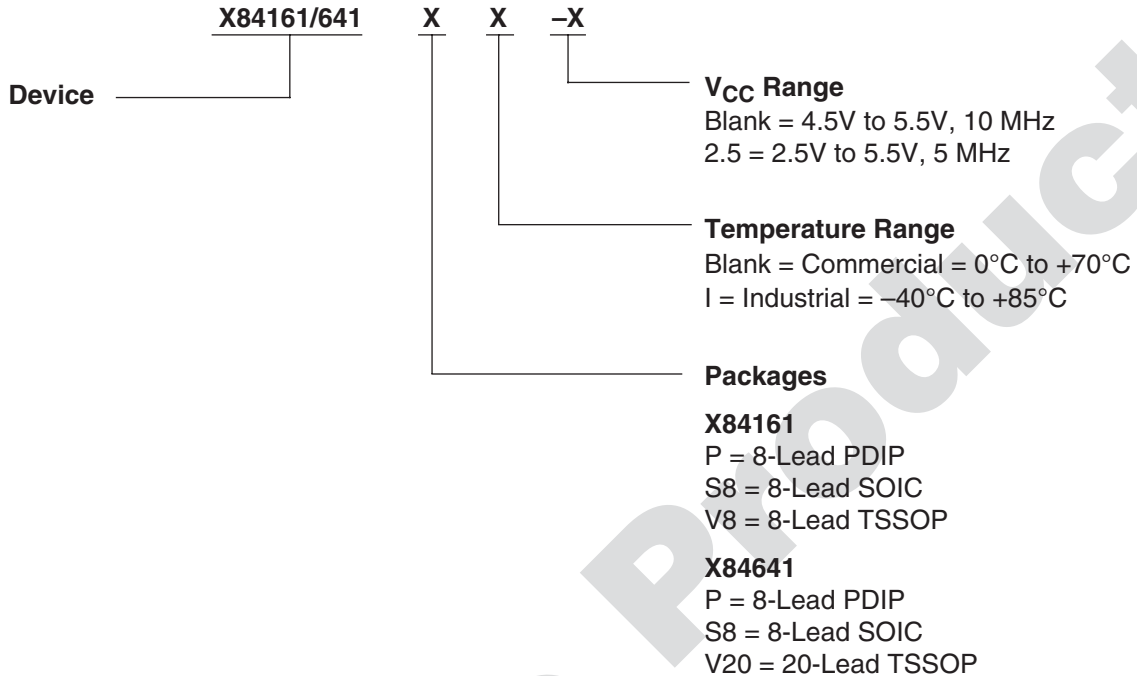 X84161/641 X X –X
Device
VCC Range
Blank = 4.5V to 5.5V, 10 MHz
2.5 = 2.5V to 5.5V, 5 MHz
Temperature Range
Blank = Commercial = 0°C to +70°C
I = Industrial = –40°C to +85°C
Packages
X84161
P = 8-Lead PDIP
S8 = 8-Lead SOIC
V8 = 8-Lead TSSOP
X84641
P = 8-Lead PDIP
S8 = 8-Lead SOIC
V20 = 20-Lead TSSOP
Product